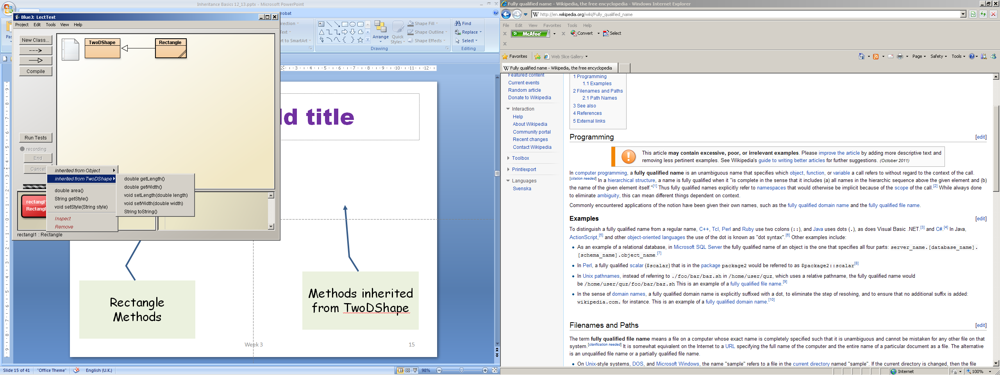 Inheritance Basics 12_13.pptx - Microsoft PowerPoint
BlueJ: LectTest
Project Edit Tools View Help
New Class...
Compile
Run Tests
recording
End
Cancel
TwoDShape
Rectangle
inherited from Object
inherited from TwoDShape
double area()
String getStyle()
void setStyle(String style)
Inspect
Remove
double getLength()
double getWidth()
void setLength(double length)
void setWidth(double width)
String toString()
rectangl1
Rectangl
rectangl1 : Rectangle
Pas
robat
irection
Text
rt to SmartArt
Arrange
Quick
Styles
Shape Fill
Shape Outline
Shape Effects
Drawing
Find
Replace
Select
Editing
2 3 4 5 6 7 8 9 10 11 12
ld title
Rectangle
Methods
Methods inherited
from TwoDShape
Week 3
15
Slide 15 of 41 "Office Theme" English (U.K.) 98%
Fully qualified name - Wikipedia, the free encyclopedia - Windows Internet Explorer
http://en.wikipedia.org/wiki/Fully_qualified_name
File Edit View Favorites Tools Help
McAfee Convert Select
Favorites Web Slice Gallery
Page Safety Tools
Fully qualified name - Wikipedia, the free encyclopedia
Featured content
Current events
Random article
Donate to Wikipedia
Interaction
Help
About Wikipedia
Community portal
Recent changes
Contact Wikipedia
Toolbox
Print/export
Languages
Svenska
1 Programming
1.1 Examples
2 Filenames and Paths
2.1 Path Names
3 See also
4 References
5 External links
Programming [edit]
This article may contain excessive, poor, or irrelevant examples. Please improve the article by adding more descriptive text and
removing less pertinent examples. See Wikipedia's guide to writing better articles for further suggestions. (October 2011)
In computer programming, a fully qualified name is an unambiguous name that specifies which object, function, or variable a call refers to without regard to the context of the call.
[citation needed] In a hierarchical structure, a name is fully qualified when it "is complete in the sense that it includes (a) all names in the hierarchic sequence above the given element and (b)
the name of the given element itself."[1] Thus fully qualified names explicitly refer to namespaces that would otherwise be implicit because of the scope of the call.[2] While always done
to eliminate ambiguity, this can mean different things dependent on context.
Commonly encountered applications of the notion have been given their own names, such as the fully qualified domain name and the fully qualified file name.
Examples [edit]
To distinguish a fully qualified name from a regular name, C++, Tcl, Perl and Ruby use two colons (::), and Java uses dots (.), as does Visual Basic .NET.[3] and C#.[4] In Java,
ActionScript,[5] and other object-oriented languages the use of the dot is known as "dot syntax".[6] Other examples include:
As an example of a relational database, in Microsoft SQL Server the fully qualified name of an object is the one that specifies all four parts: server_name.[database_name].
[schema_name].object_name.[7]
In Perl, a fully qualified scalar ($scalar) that is in the package package2 would be referred to as $package2::scalar[8]
In Unix pathnames, instead of referring to ./foo/bar/baz.sh in /home/user/quz, which uses a relative pathname, the fully qualified name would
be /home/user/quz/foo/bar/baz.sh This is an example of a fully qualified file name.[9]
In the sense of domain names, a fully qualified domain name is explicitly suffixed with a dot, to eliminate the step of resolving, and to ensure that no additional suffix is added:
wikipedia.com. for instance. This is an example of a fully qualified domain name.[10]
Filenames and Paths [edit]
The term fully qualified file name means a file on a computer whose exact name is completely specified such that it is unambiguous and cannot be mistaken for any other file on that
system.[clarification needed] It is somewhat equivalent on the Internet to a URL specifying the full name of the computer and the entire name of a particular document as a file. The alternative
is an unqualified file name or a partially qualified file name.
On Unix-style systems, DOS, and Microsoft Windows, the name "sample" refers to a file in the current directory named "sample". If the current directory is changed, then the file
Internet 100%